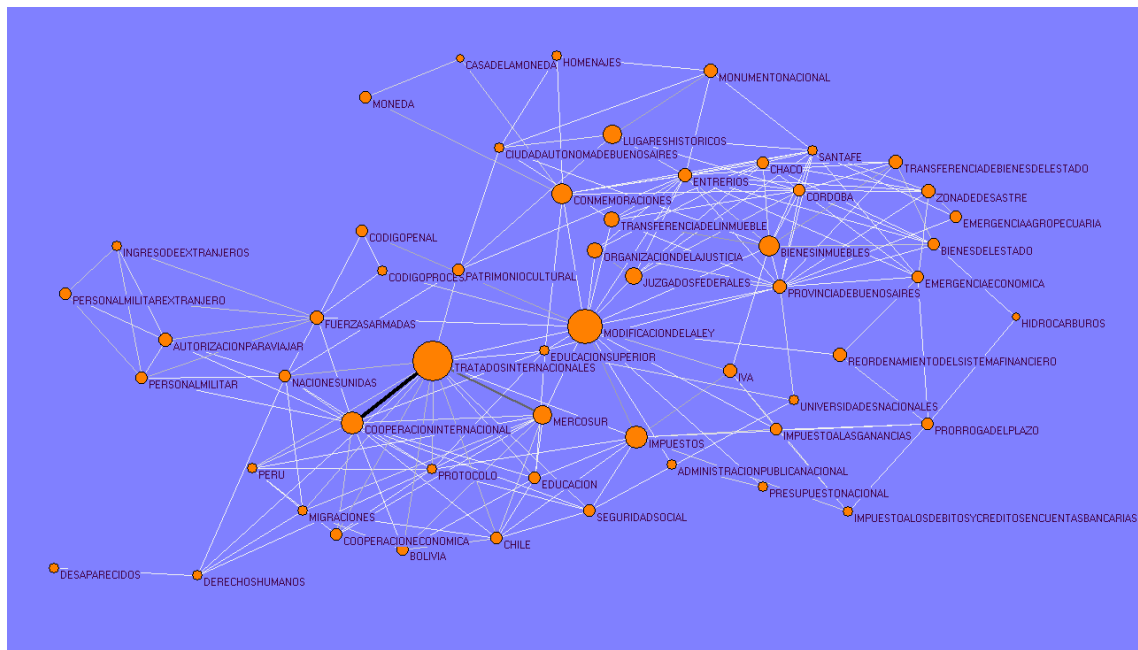 CASADELAMONEDA
HOMENAJES
MONUMENTONACIONAL
MONEDA
LUGARESHISTORICOS
CIUDADAUTONOMADEBUENOSAIRES
SANTAFE
CHACO
TRANSFERENCIADEBIENESDELESTADO
ENTRERIOS
CONMEMORACIONES
CORDOBA
ZONADEDESASTRE
EMERGENCIAAGROPECUARIA
TRANSFERENCIADELINMUEBLE
CODIGOPENAL
BIENESINMUEBLES
BIENESDELESTADO
INGRESODEEXTRANJEROS
ORGANIZACIONDELAJUSTICIA
CODIGOPROCES
PATRIMONIOCULTURAL
JUZGADOSFEDERALES
EMERGENCIAECONOMICA
PROVINCIADEBUENOSAIRES
PERSONALMILITAREXTRANJERO
FUERZASARMADAS
HIDROCARBUROS
MODIFICACIONDELALEY
AUTORIZACIONPARAVIAJAR
EDUCACIONSUPERIOR
REORDENAMIENTODELSISTEMAFINANCIERO
TRATADOSINTERNACIONALES
IVA
PERSONALMILITAR
NACIONESUNIDAS
UNIVERSIDADESNACIONALES
MERCOSUR
COOPERACIONINTERNACIONAL
PRORROGADELPLAZO
IMPUESTOALASGANANCIAS
IMPUESTOS
ADMINISTRACIONPUBLICANACIONAL
PERU
PROTOCOLO
EDUCACION
PRESUPUESTONACIONAL
MIGRACIONES
SEGURIDADSOCIAL
IMPUESTOALOSDEBITOSYCREDITOSENCUENTASBANCARIAS
COOPERACIONECONOMICA
CHILE
BOLIVIA
DESAPARECIDOS
DERECHOSHUMANOS